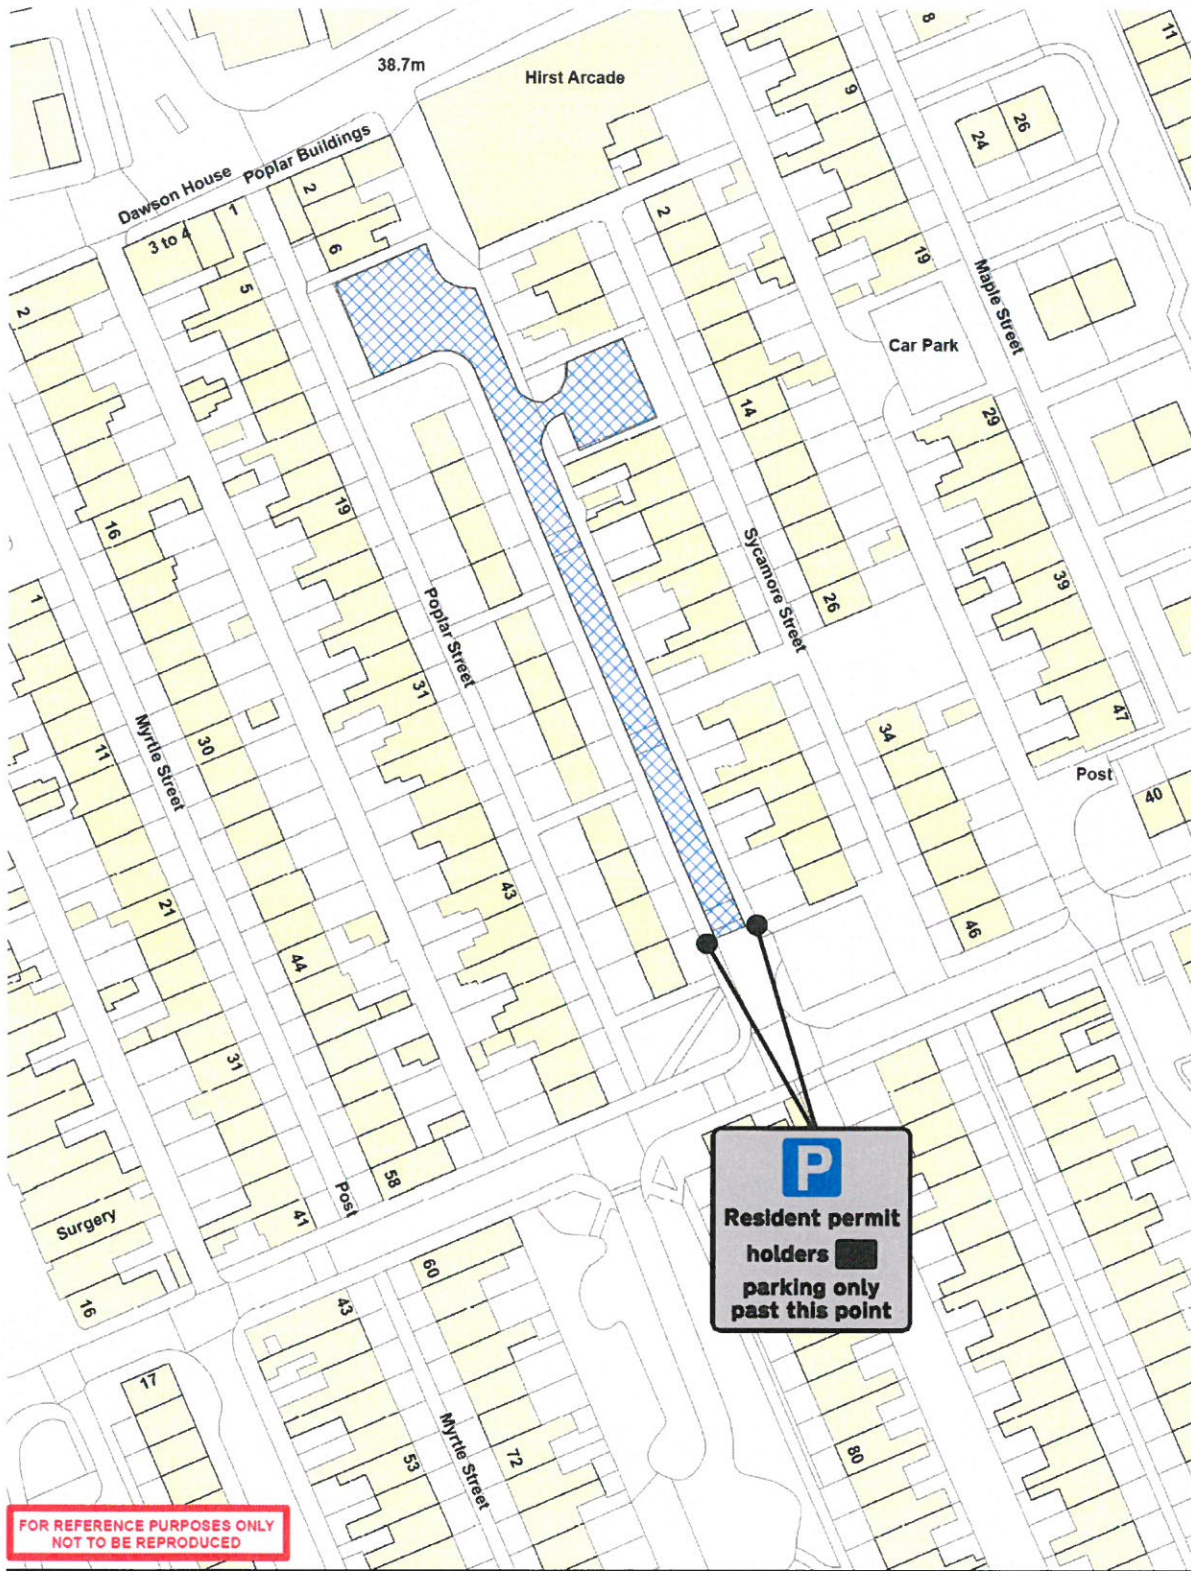 38.7m
Hirst Arcade
8
11
9
26
24
Poplar Buildings
Dawson House
2
1
3 to 4
6
5
2
19
Maple Street
2
Car Park
14
29
19
16
Sycamore Street
39
26
1
Poplar Street
31
47
34
Post
40
Myrtle Street
30
11
43
21
46
44
31
58
Post
41
Surgery
16
P
Resident permit
holders
parking only
past this point
60
43
17
Myrtle Street
72
53
80
FOR REFERENCE PURPOSES ONLY
NOT TO BE REPRODUCED